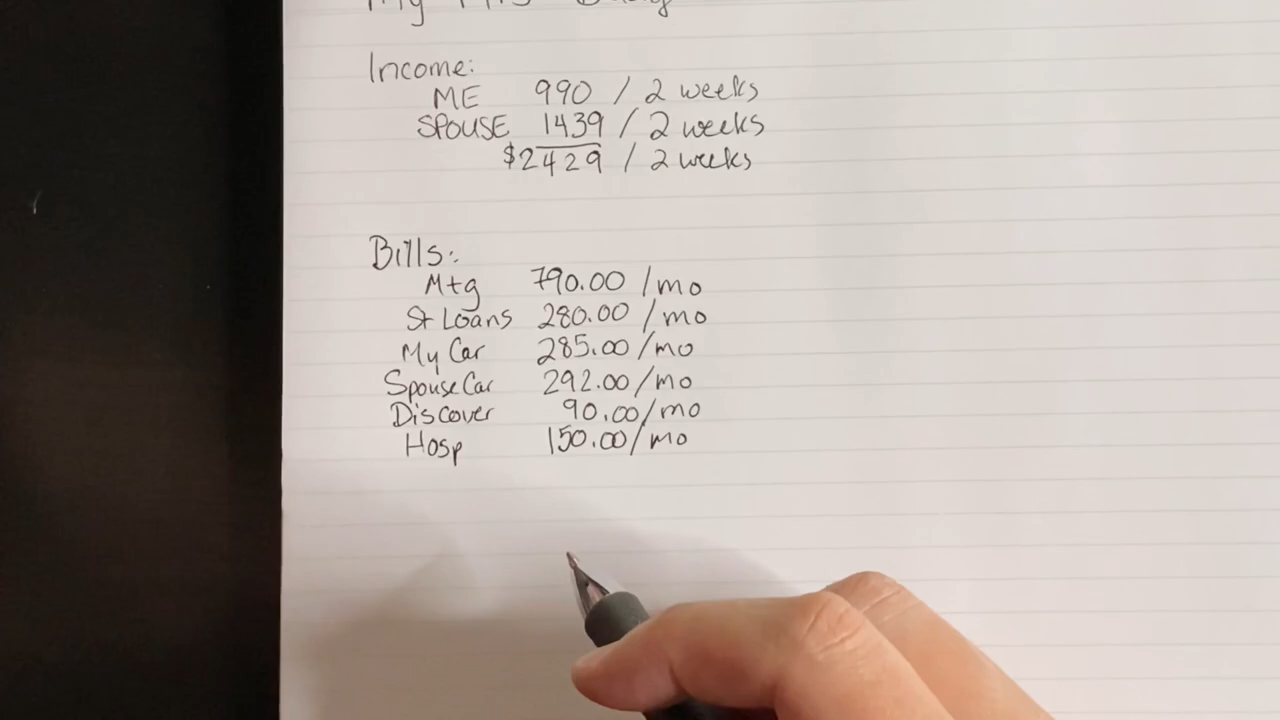 My
Income:
ME 990 / 2 weeks
SPOUSE 1439 / 2 weeks
$2429 / 2 weeks
Bills:
Mtg 790.00 /mo
St Loans 280.00 /mo
My Car 285.00 /mo
Spouse Car 292.00 /mo
Discover 90.00/mo
Hosp 150.00/mo